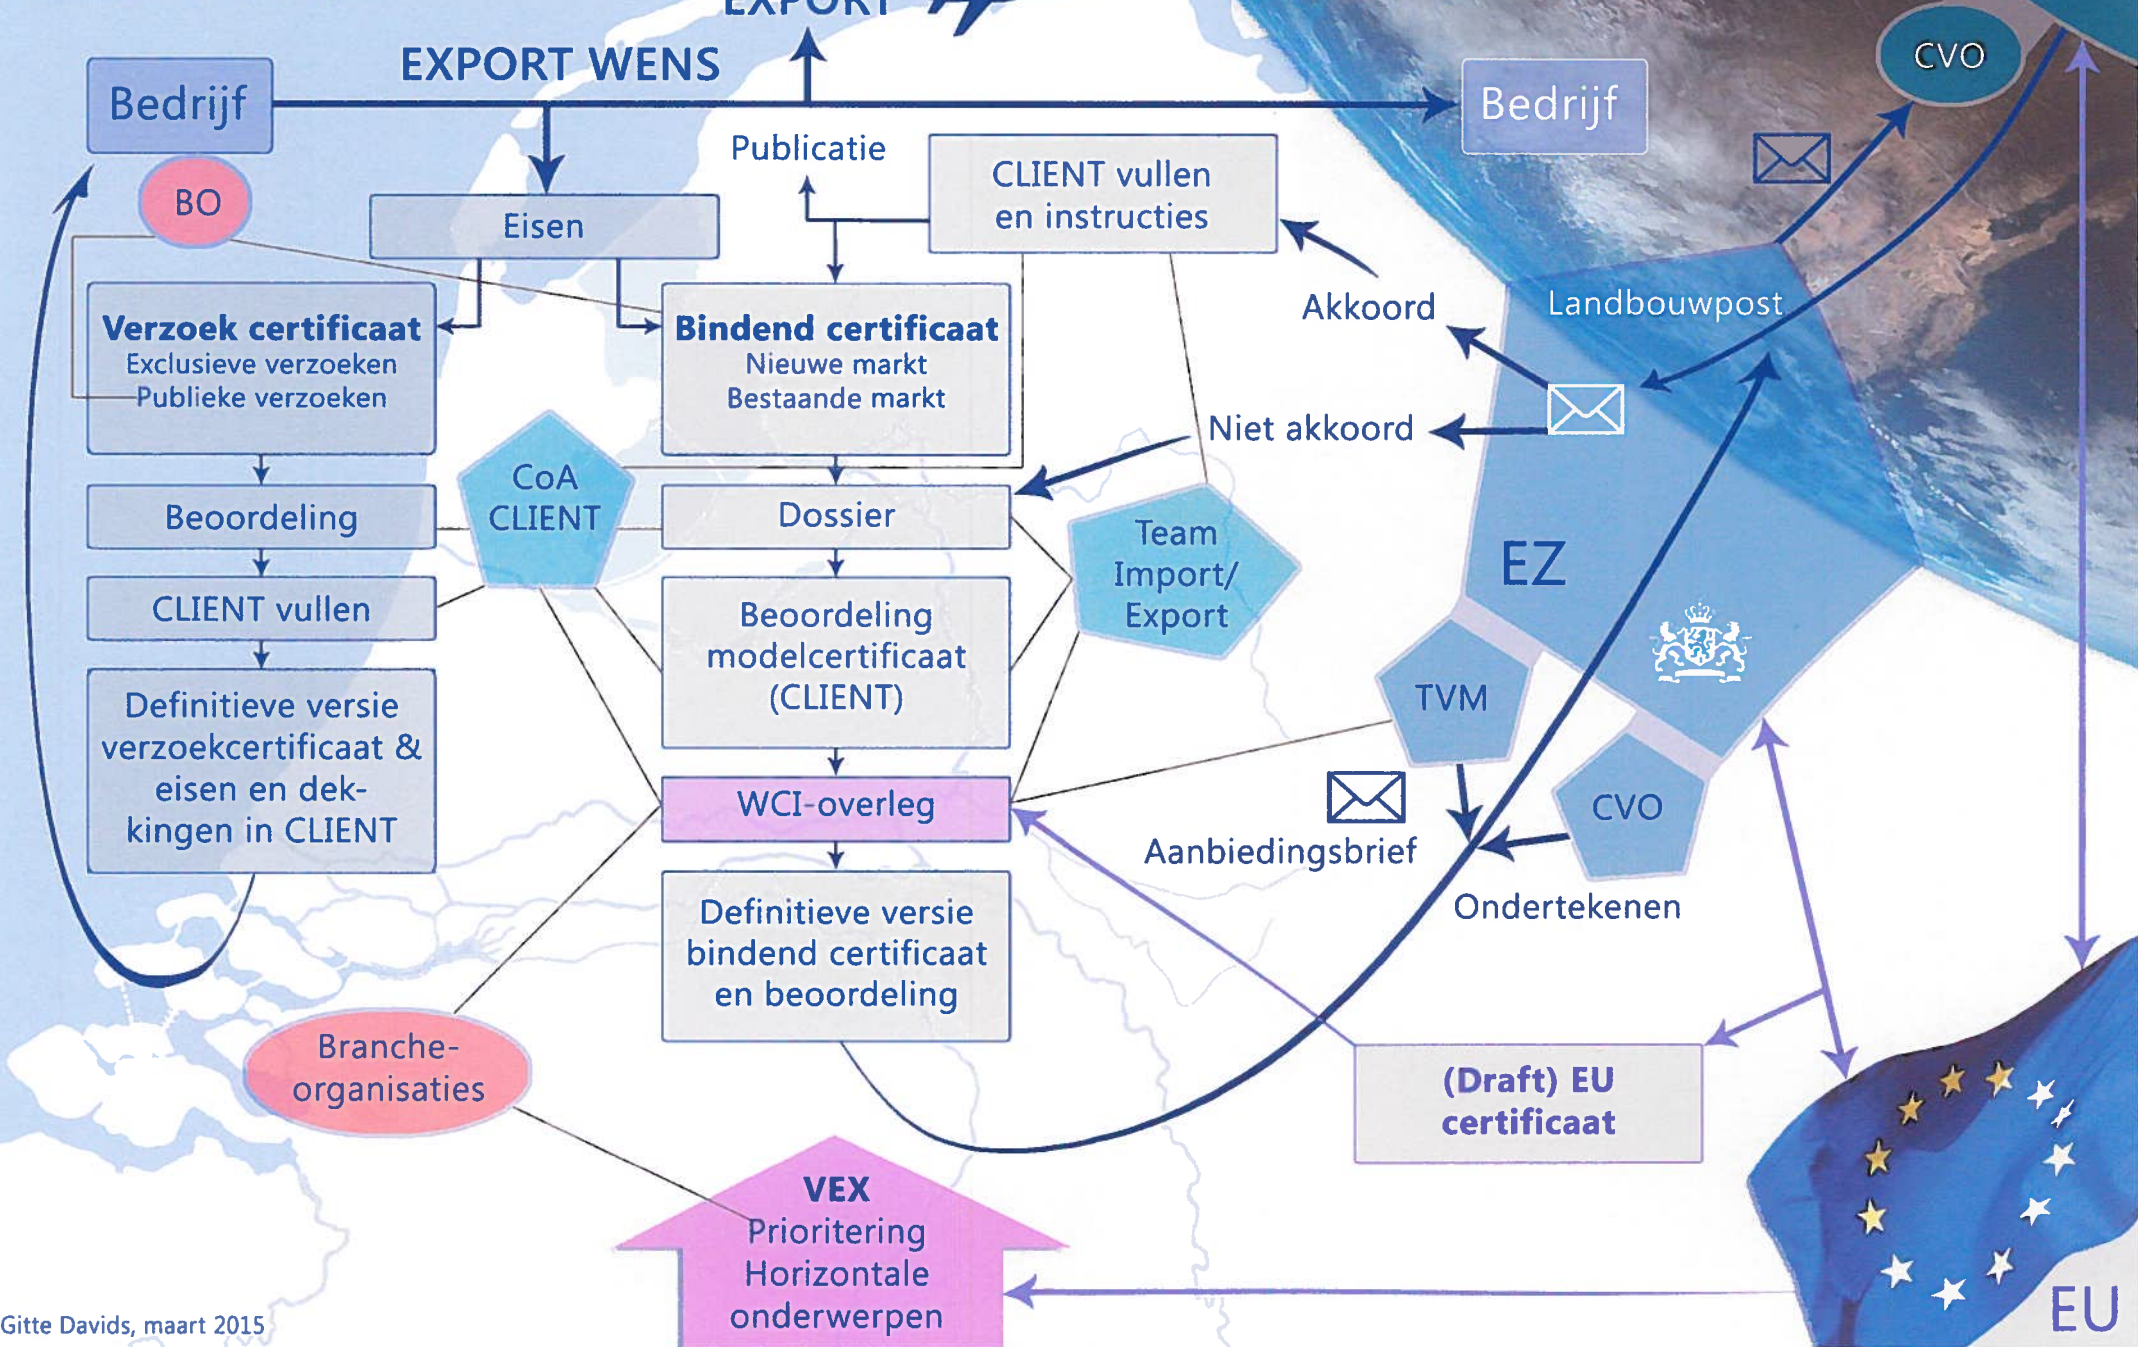 EXPORT
EXPORT WENS
Bedrijf
Bedrijf
CVO
BO
Publicatie
CLIENT vullen
en instructies
Eisen
Akkoord
Landbouwpost
Verzoek certificaat
Exclusieve verzoeken
Publieke verzoeken
Bindend certificaat
Nieuwe markt
Bestaande markt
Niet akkoord
CoA
CLIENT
Beoordeling
Dossier
Team
Import/
Export
EZ
CLIENT vullen
Beoordeling
modelcertificaat
(CLIENT)
TVM
Definitieve versie
verzoekcertificaat &
eisen en dek-
kingen in CLIENT
WCI-overleg
CVO
Aanbiedingsbrief
Ondertekenen
Definitieve versie
bindend certificaat
en beoordeling
Branche-
organisaties
(Draft) EU
certificaat
VEX
Prioritering
Horizontale
onderwerpen
EU
Gitte Davids, maart 2015